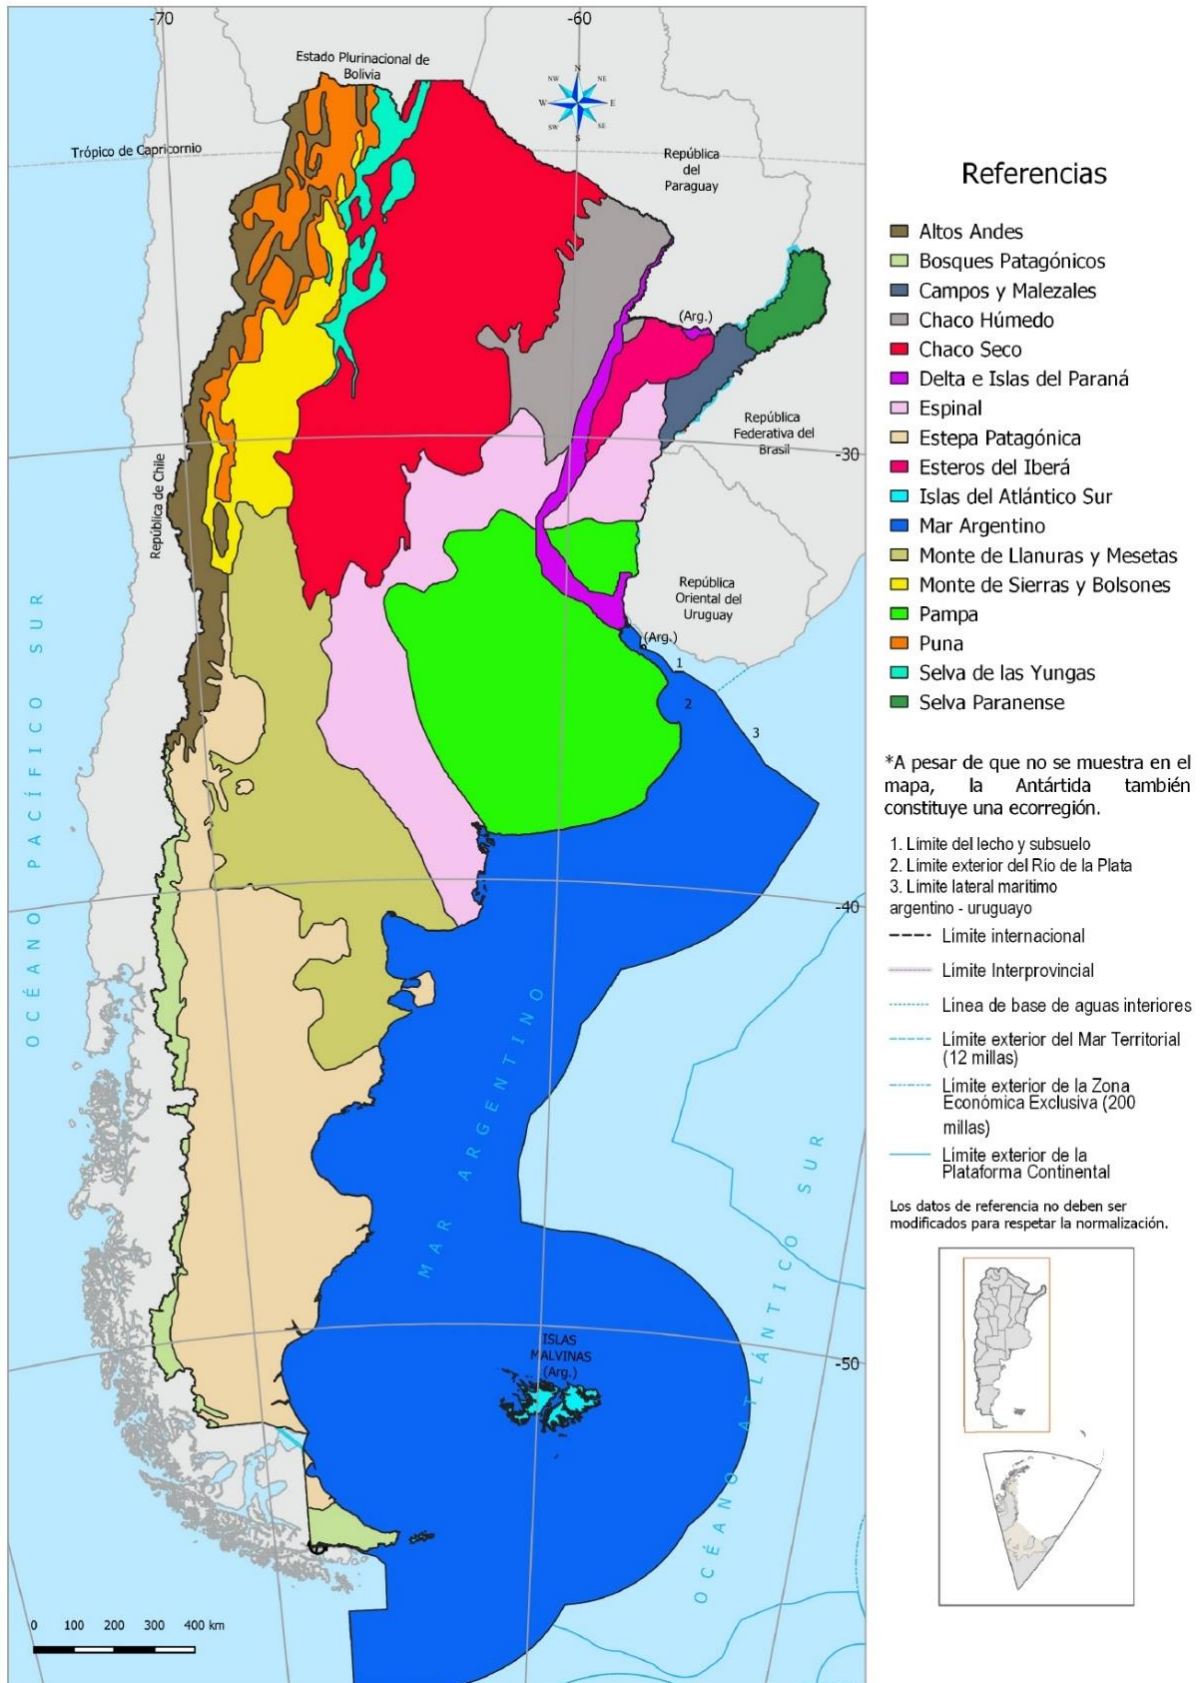 -70
-60
Estado Plurinacional de
Bolivia
N
NW
NE
W
E
SW
SE
S
Trópico de Capricornio
República
del
Paraguay
(Arg.)
República
Federativa del
Brasil
-30
República de Chile
República
Oriental del
Uruguay
(Arg.)
1
2
3
OCÉANO PACÍFICO SUR
-40
MAR ARGENTINO
OCÉANO ATLÁNTICO SUR
ISLAS
MALVINAS
(Arg.)
-50
0 100 200 300 400 km
Referencias
Altos Andes
Bosques Patagónicos
Campos y Malezales
Chaco Húmedo
Chaco Seco
Delta e Islas del Paraná
Espinal
Estepa Patagónica
Esteros del Iberá
Islas del Atlántico Sur
Mar Argentino
Monte de Llanuras y Mesetas
Monte de Sierras y Bolsones
Pampa
Puna
Selva de las Yungas
Selva Paranense
*A pesar de que no se muestra en el
mapa, la Antártida también
constituye una ecorregión.
1. Límite del lecho y subsuelo
2. Límite exterior del Río de la Plata
3. Límite lateral marítimo
argentino - uruguayo
Límite internacional
Límite Interprovincial
Línea de base de aguas interiores
Límite exterior del Mar Territorial
(12 millas)
Límite exterior de la Zona
Económica Exclusiva (200
millas)
Límite exterior de la
Plataforma Continental
Los datos de referencia no deben ser
modificados para respetar la normalización.